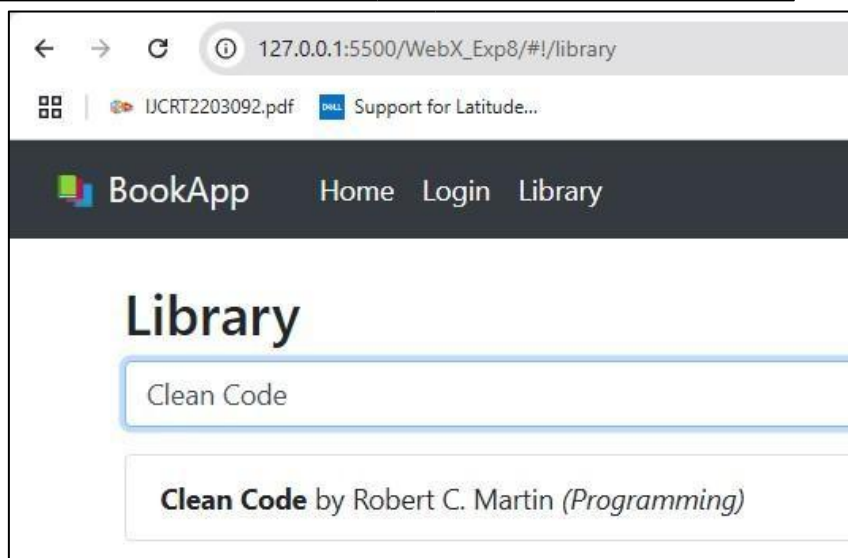 127.0.0.1:5500/WebX_Exp8/#!/library
IJCRT2203092.pdf DELL Support for Latitude...
BookApp Home Login Library
Library
Clean Code
Clean Code by Robert C. Martin (Programming)